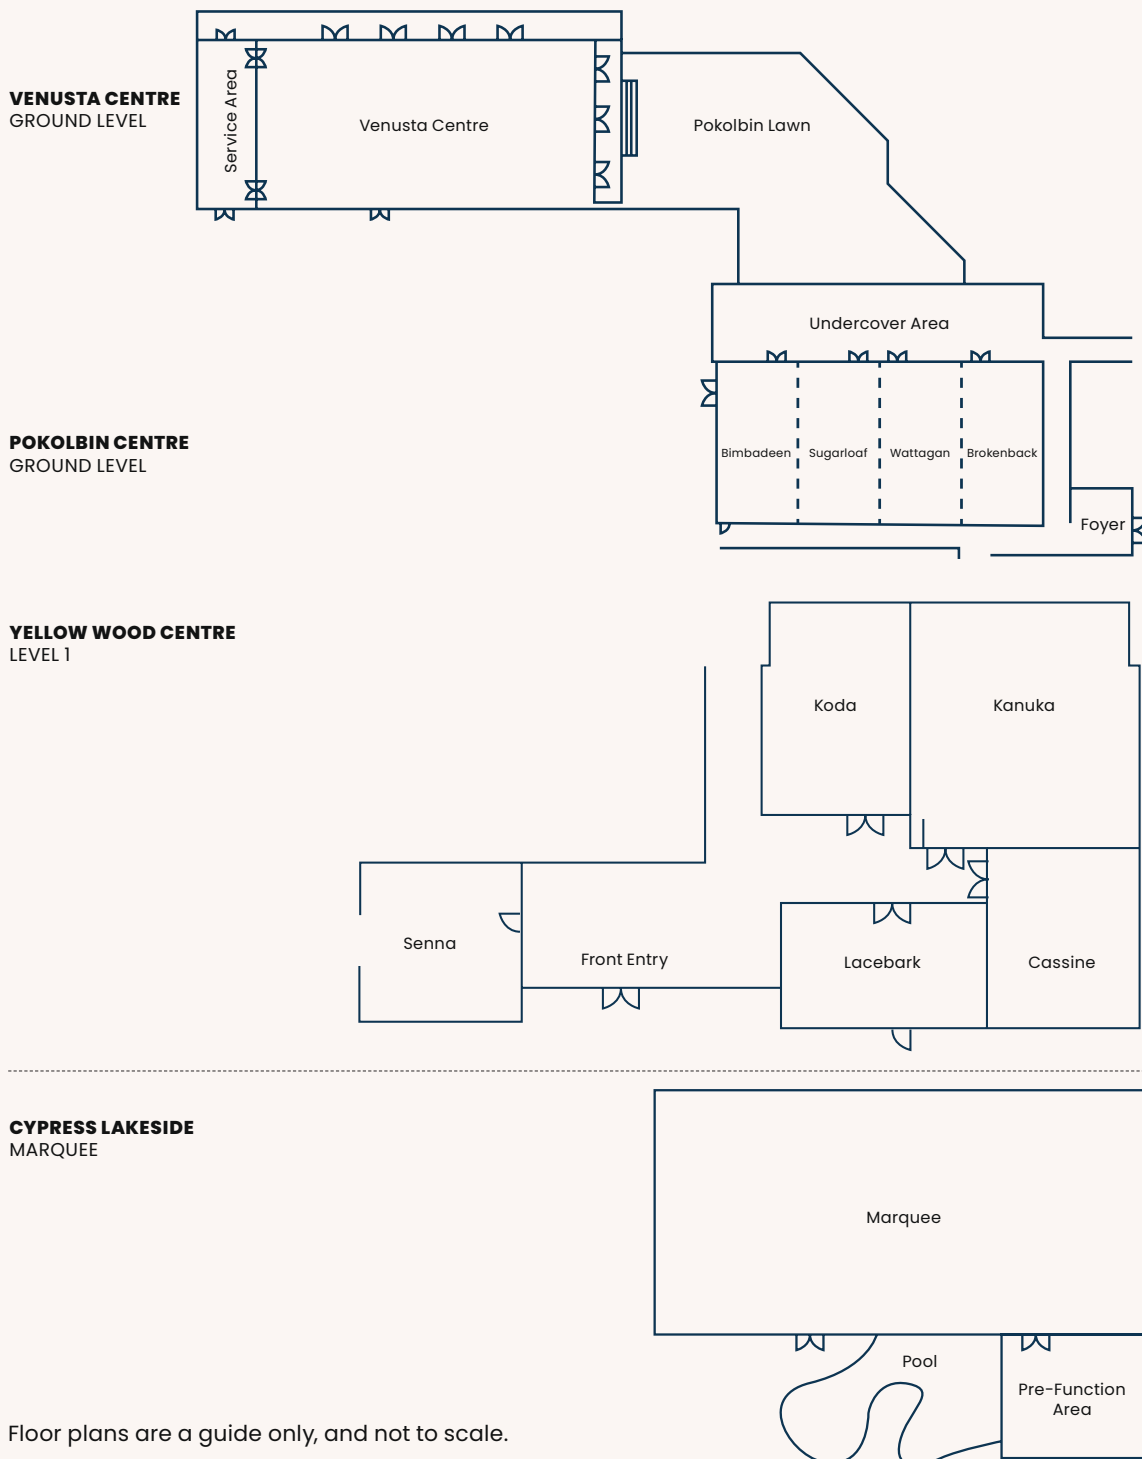 VENUSTA CENTRE
GROUND LEVEL
Service Area
Venusta Centre
Pokolbin Lawn
Undercover Area
POKOLBIN CENTRE
GROUND LEVEL
Bimbadeen
Sugarloaf
Wattagan
Brokenback
Foyer
YELLOW WOOD CENTRE
LEVEL 1
Koda
Kanuka
Senna
Front Entry
Lacebark
Cassine
CYPRESS LAKESIDE
MARQUEE
Marquee
Pool
Pre-Function
Area
Floor plans are a guide only, and not to scale.